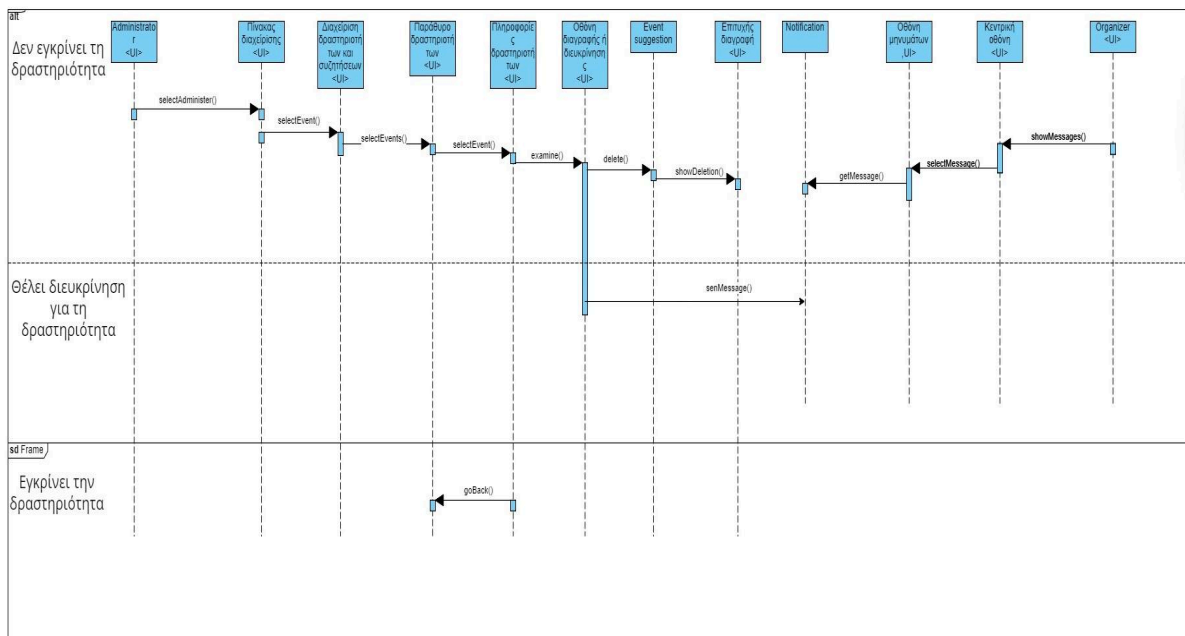 alt
Δεν εγκρίνει τη
δραστηριότητα
Administrato
r
<UI>
Πίνακας
διαχείρισης
<UI>
Διαχείριση
δραστηριοτή
των και
συζητήσεων
<UI>
Παράθυρο
δραστηριοτή
των
<UI>
Πληροφορίε
ς
δραστηριοτή
των
<UI>
Οθόνη
διαγραφής ή
διευκρίνηση
ς
<UI>
Event
suggestion
Επιτυχής
διαγραφή
<UI>
Notification
Οθόνη
μηνυμάτων
,UI>
Κεντρική
οθόνη
<UI>
Organizer
<UI>
selectAdminister()
selectEvent()
selectEvents()
selectEvent()
examine()
delete()
showDeletion()
getMessage()
selectMessage()
showMessages()
Θέλει διευκρίνηση
για τη
δραστηριότητα
senMessage()
sd Frame
Εγκρίνει την
δραστηριότητα
goBack()